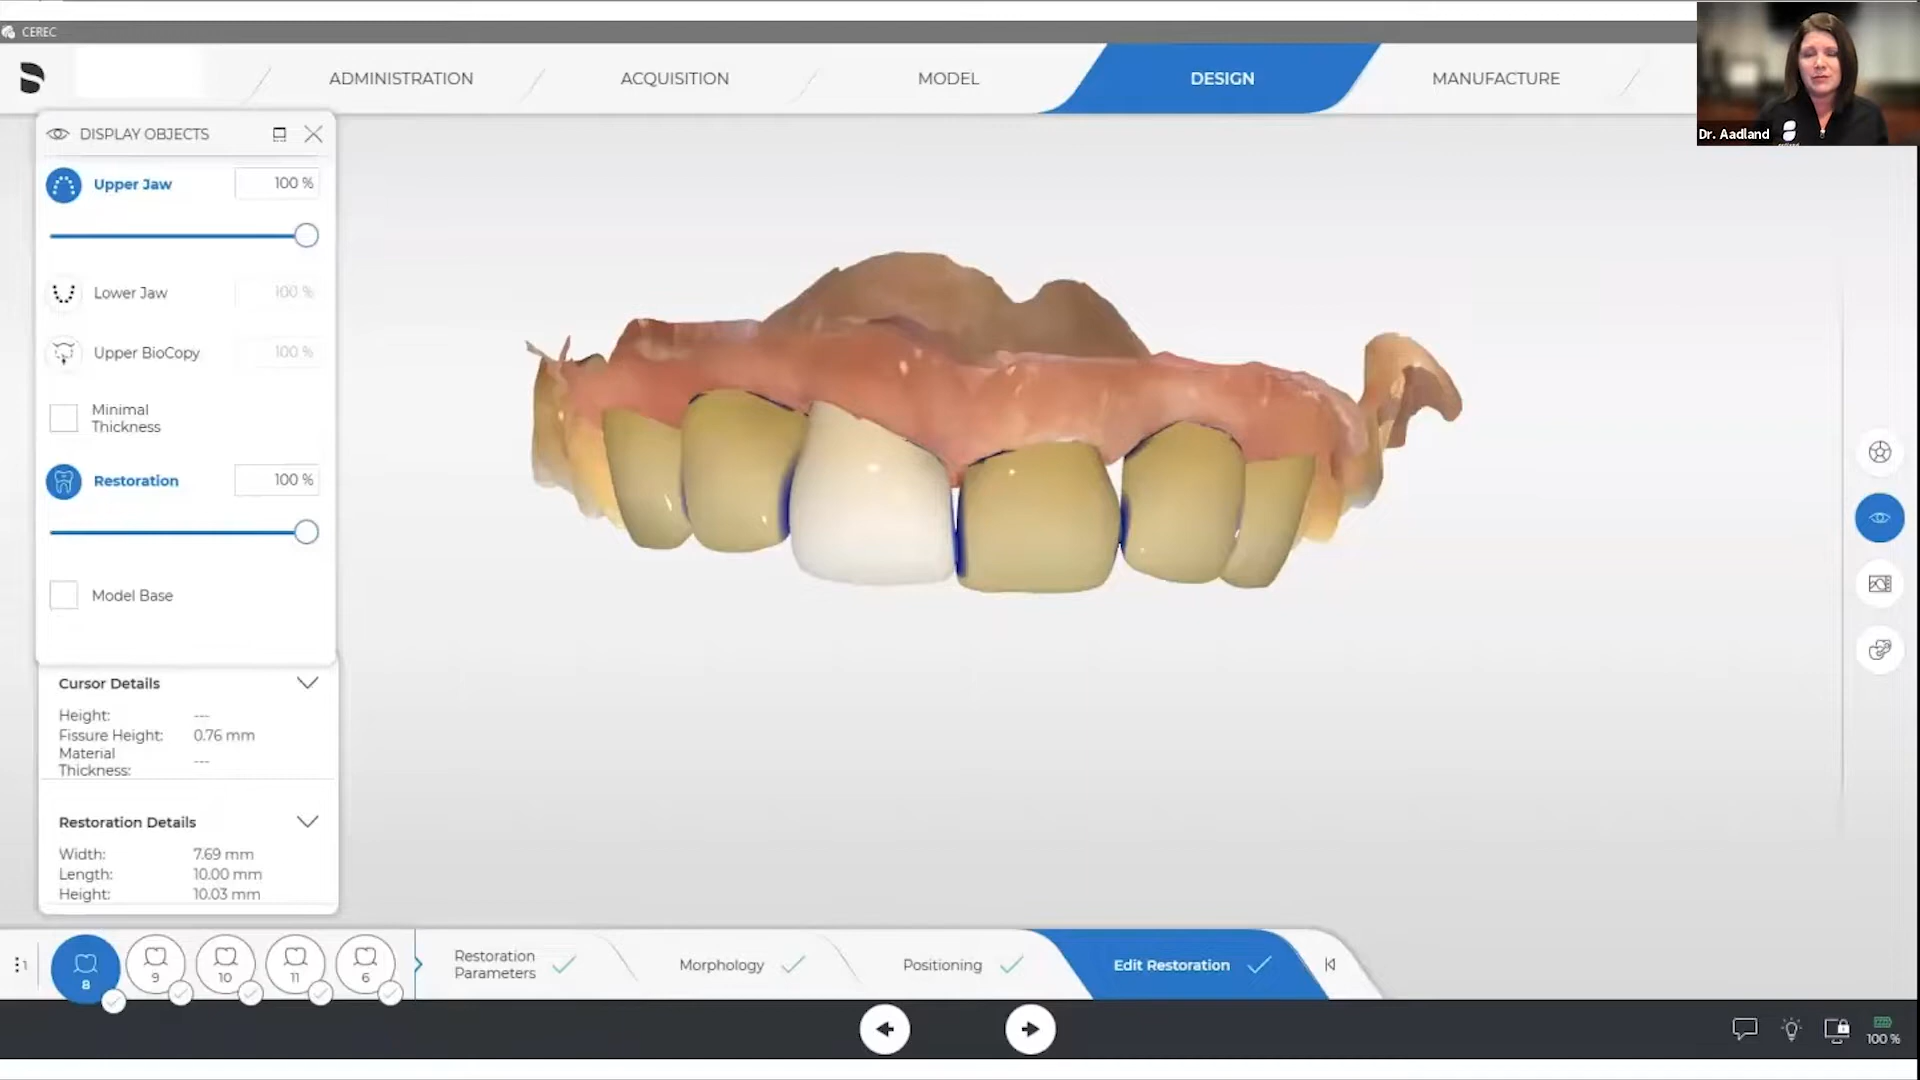 CEREC
ADMINISTRATION
ACQUISITION
MODEL
DESIGN
MANUFACTURE
Dr. Aadland
DISPLAY OBJECTS
Upper Jaw 100 %
Lower Jaw 100 %
Upper BioCopy 100 %
Minimal
Thickness
Restoration 100 %
Model Base
Cursor Details
Height: ---
Fissure Height: 0.76 mm
Material
Thickness: ---
Restoration Details
Width: 7.69 mm
Length: 10.00 mm
Height: 10.03 mm
1
8
9
10
11
6
Restoration
Parameters
Morphology
Positioning
Edit Restoration
100 %